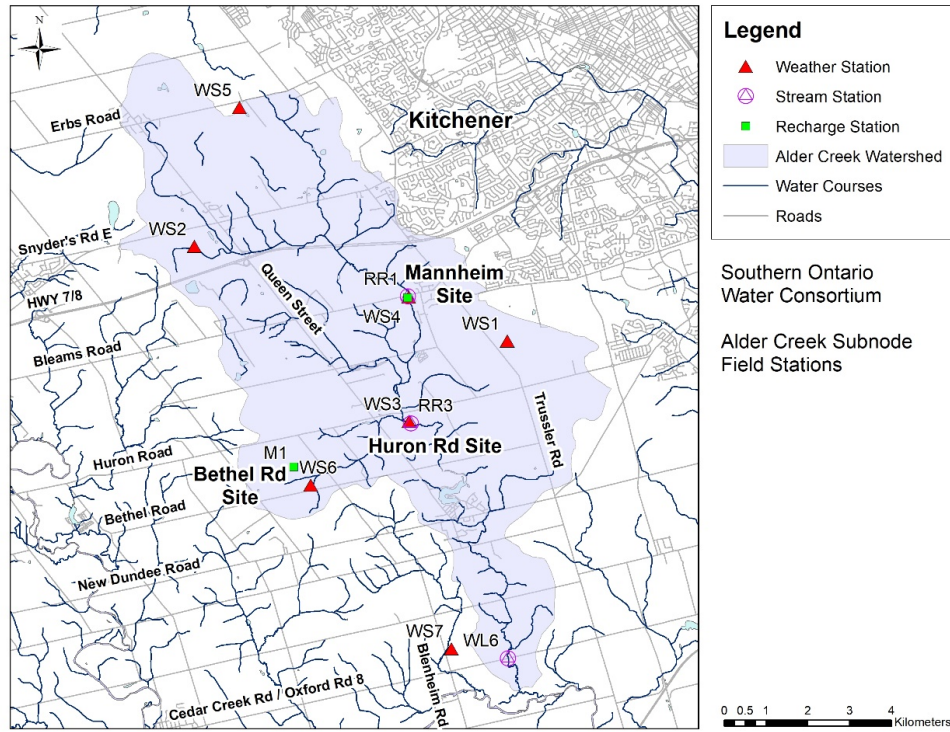 N
WS5
Erbs Road
Kitchener
Snyder's Rd E
WS2
HWY 7/8
Queen Street
RR1
Mannheim
Site
WS4
WS1
Bleams Road
Trussler Rd
WS3
RR3
Huron Rd Site
Huron Road
M1
WS6
Bethel Rd
Site
Bethel Road
New Dundee Road
WS7
WL6
Blenheim Rd
Cedar Creek Rd / Oxford Rd 8
Legend
Weather Station
Stream Station
Recharge Station
Alder Creek Watershed
Water Courses
Roads
Southern Ontario
Water Consortium
Alder Creek Subnode
Field Stations
0 0.5 1 2 3 4
Kilometers